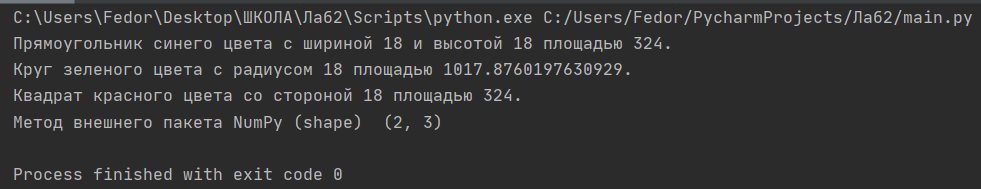 C:\Users\Fedor\Desktop\ШКОЛА\Лаб2\Scripts\python.exe C:/Users/Fedor/PycharmProjects/Лаб2/main.py
Прямоугольник синего цвета с шириной 18 и высотой 18 площадью 324.
Круг зеленого цвета с радиусом 18 площадью 1017.8760197630929.
Квадрат красного цвета со стороной 18 площадью 324.
Метод внешнего пакета NumPy (shape)  (2, 3)
Process finished with exit code 0